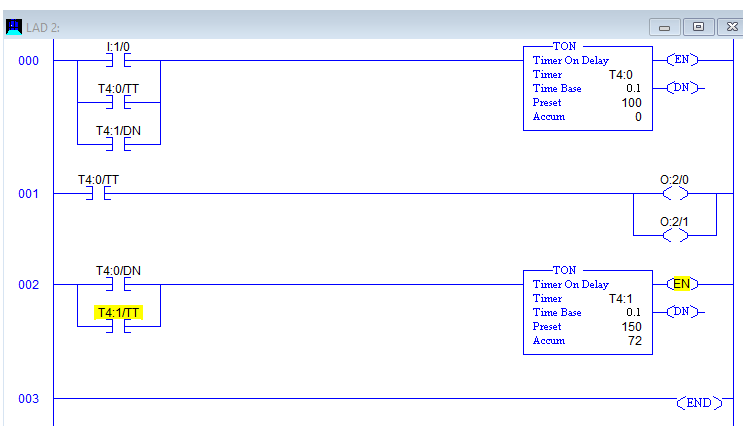 LAD 2:
I:1/0
000
TON
EN
Timer On Delay
Timer T4:0
T4:0/TT
Time Base 0.1
DN
Preset 100
Accum 0
T4:1/DN
T4:0/TT
001
O:2/0
O:2/1
T4:0/DN
002
TON
EN
Timer On Delay
Timer T4:1
T4:1/TT
Time Base 0.1
DN
Preset 150
Accum 72
003
END